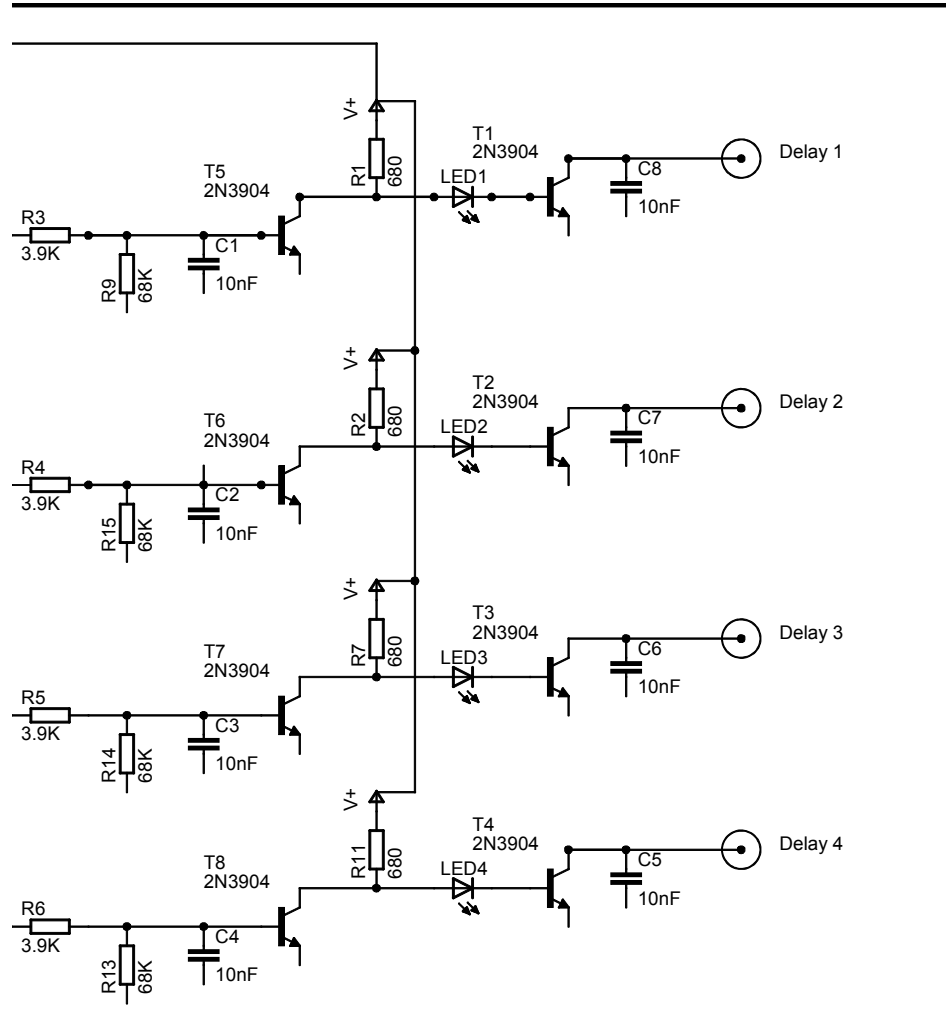 V+
R1
680
T1
2N3904
LED1
C8
10nF
Delay 1
T5
2N3904
R3
3.9K
R9
68K
C1
10nF
V+
R2
680
T2
2N3904
LED2
C7
10nF
Delay 2
T6
2N3904
R4
3.9K
R15
68K
C2
10nF
V+
R7
680
T3
2N3904
LED3
C6
10nF
Delay 3
T7
2N3904
R5
3.9K
R14
68K
C3
10nF
V+
R11
680
T4
2N3904
LED4
C5
10nF
Delay 4
T8
2N3904
R6
3.9K
R13
68K
C4
10nF